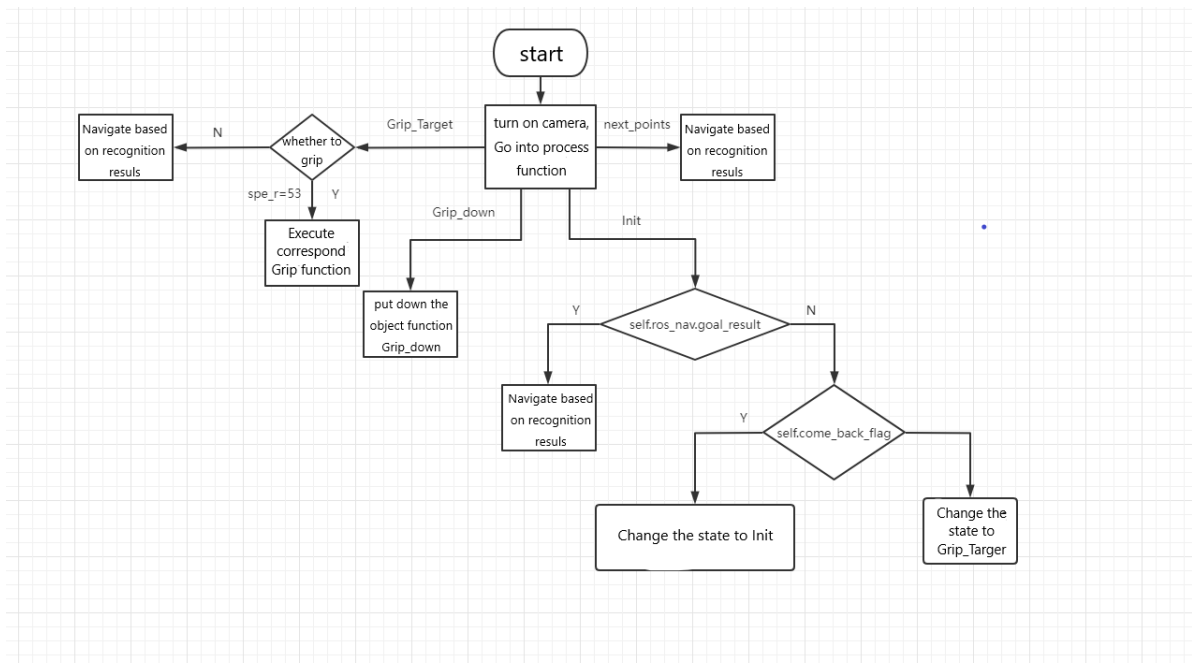 start
turn on camera,
Go into process
function
Grip_Target
next_points
Navigate based
on recognition
resuls
N
whether to
grip
Navigate based
on recognition
resuls
spe_r=53
Y
Execute
correspond
Grip function
Grip_down
Init
put down the
object function
Grip_down
Y
self.ros_nav.goal_result
N
Navigate based
on recognition
resuls
Y
self.come_back_flag
Change the state to Init
Change the
state to
Grip_Targer